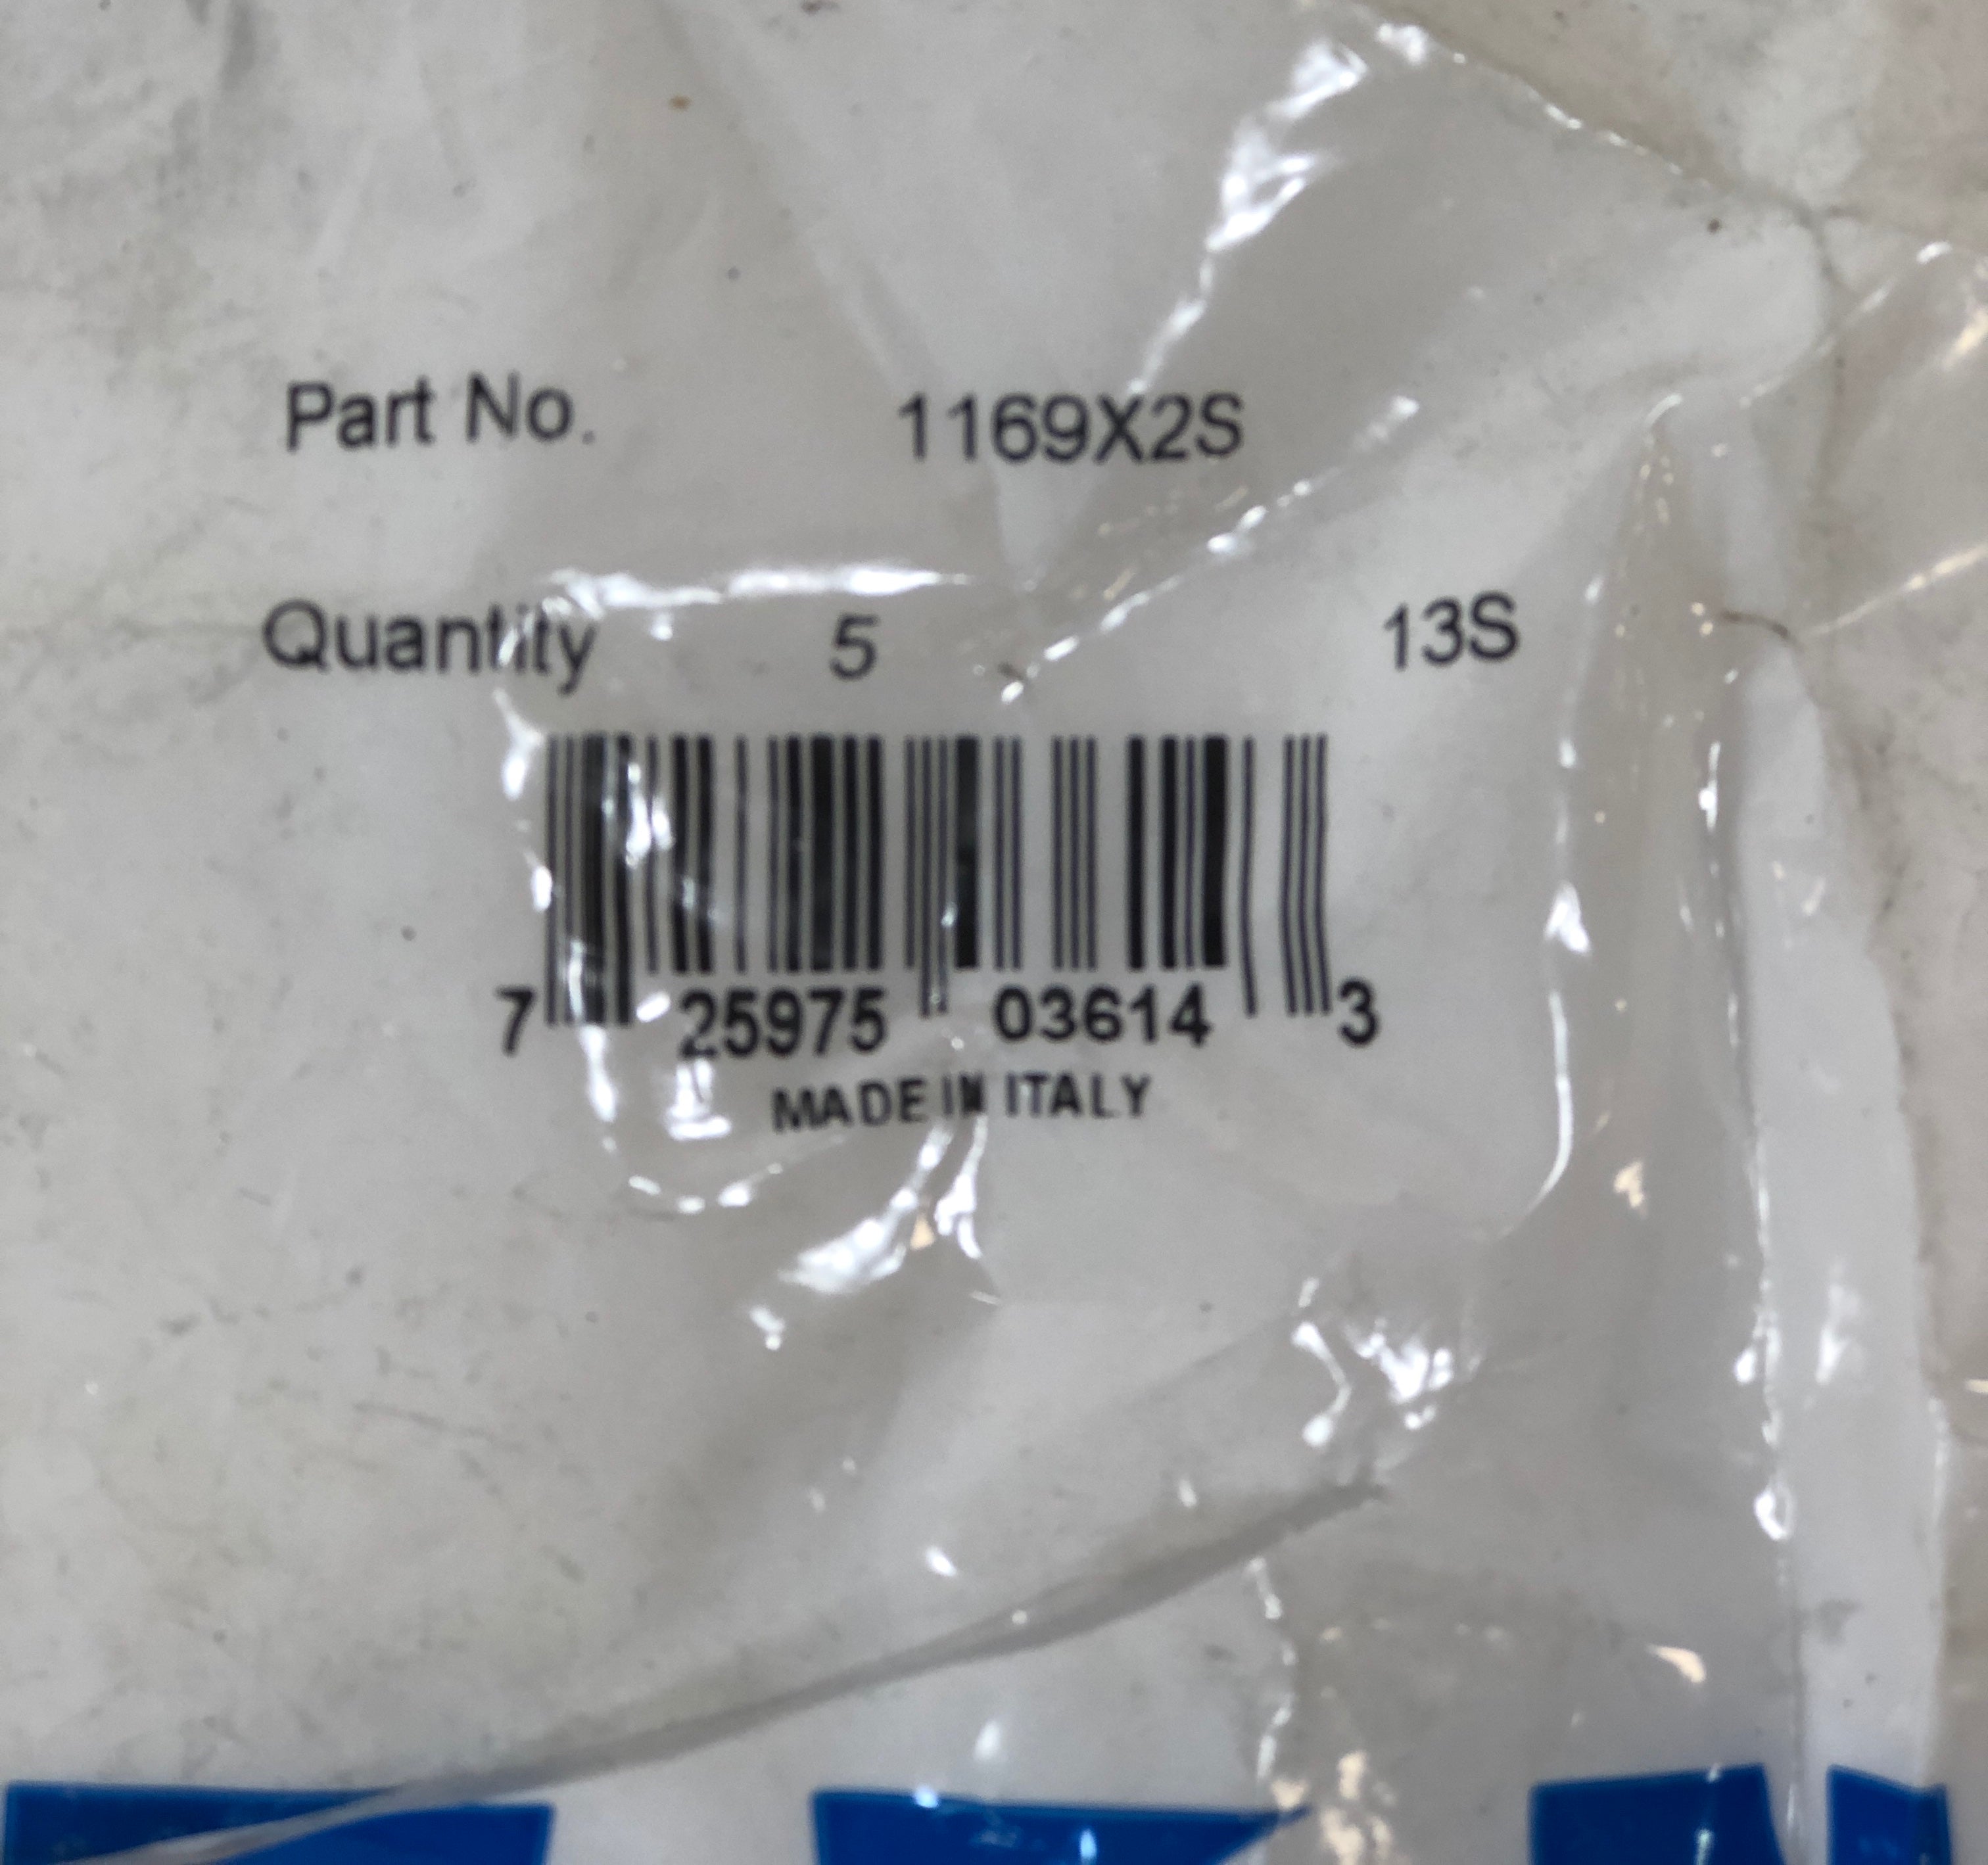 Part No. 1169X2S
Quantity 5 13S
7 25975 03614 3
MADE IN ITALY